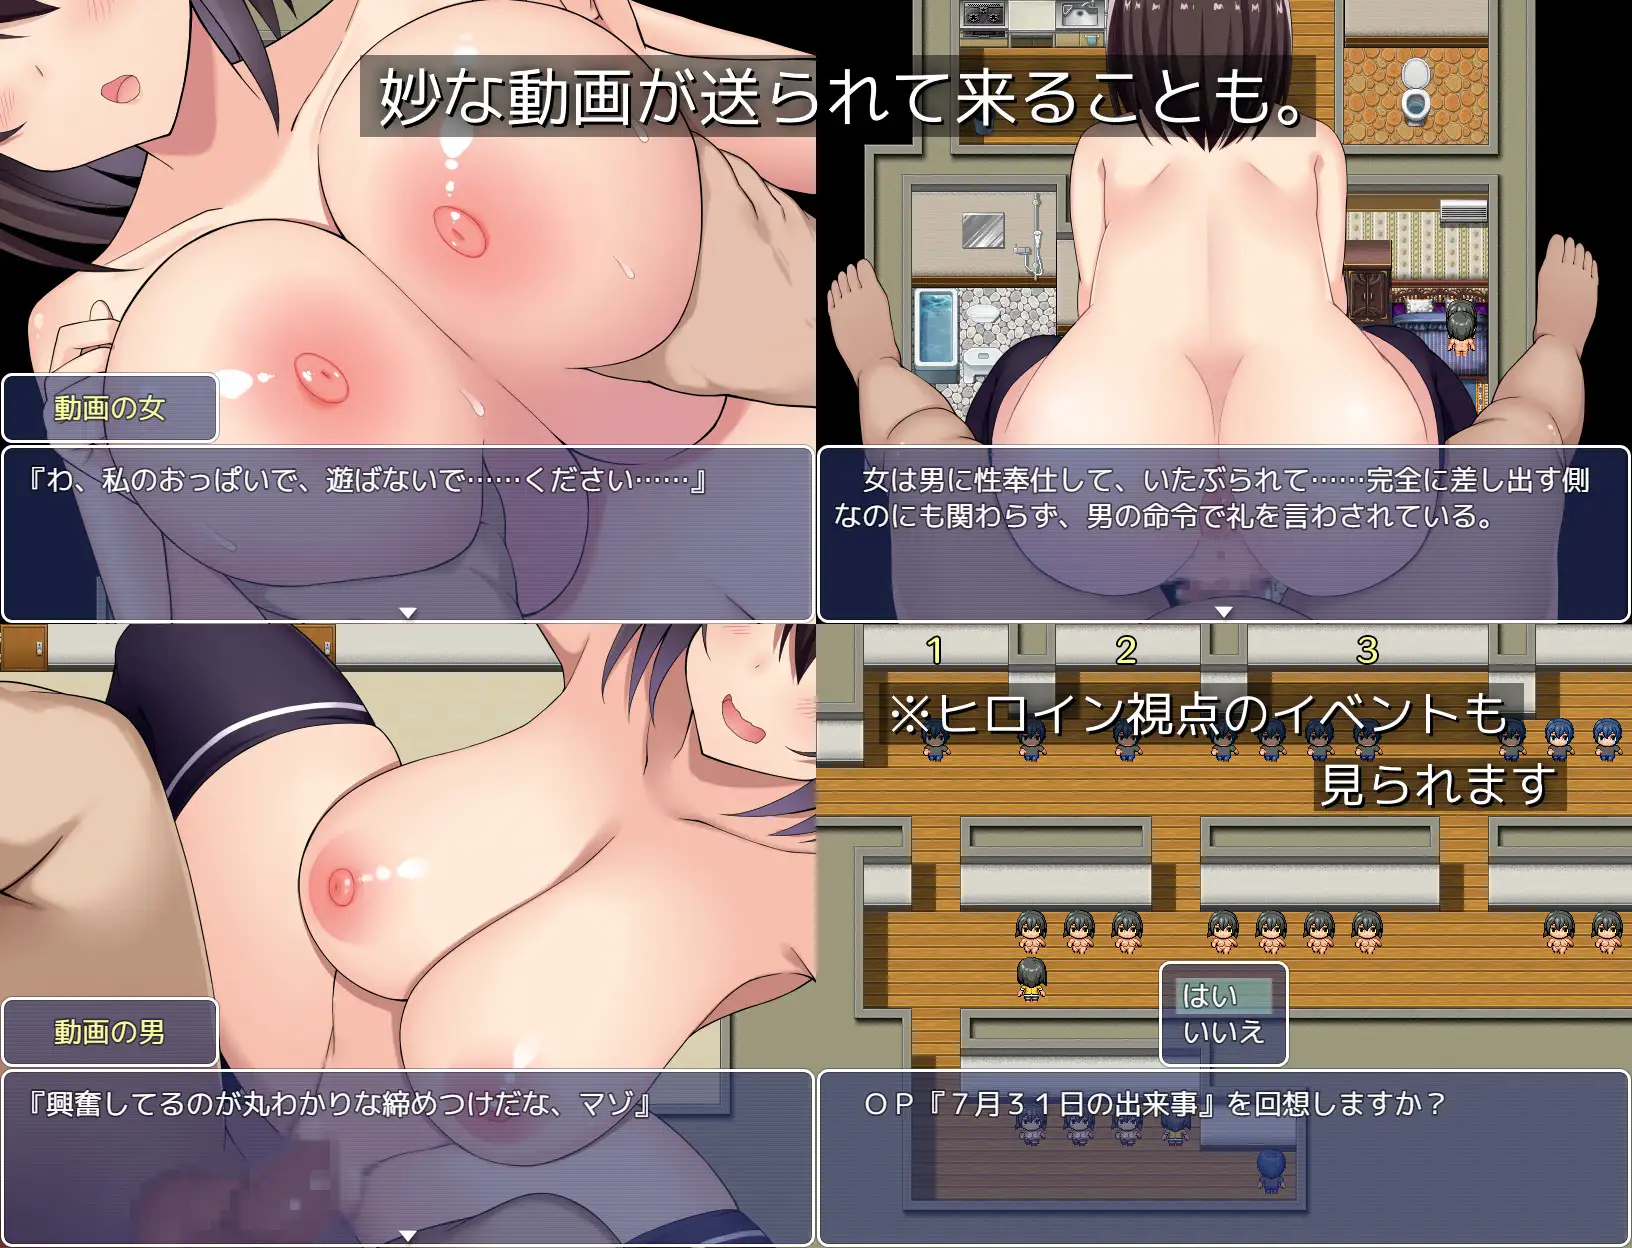 妙な動画が送られて来ることも。
動画の女
『わ、私のおっぱいで、遊ばないで……ください……』
女は男に性奉仕して、いたぶられて……完全に差し出す側
なのにも関わらず、男の命令で礼を言わされている。
動画の男
『興奮してるのが丸わかりな締めつけだな、マゾ』
1
2
3
※ヒロイン視点のイベントも
見られます
はい
いいえ
ＯＰ『７月３１日の出来事』を回想しますか？